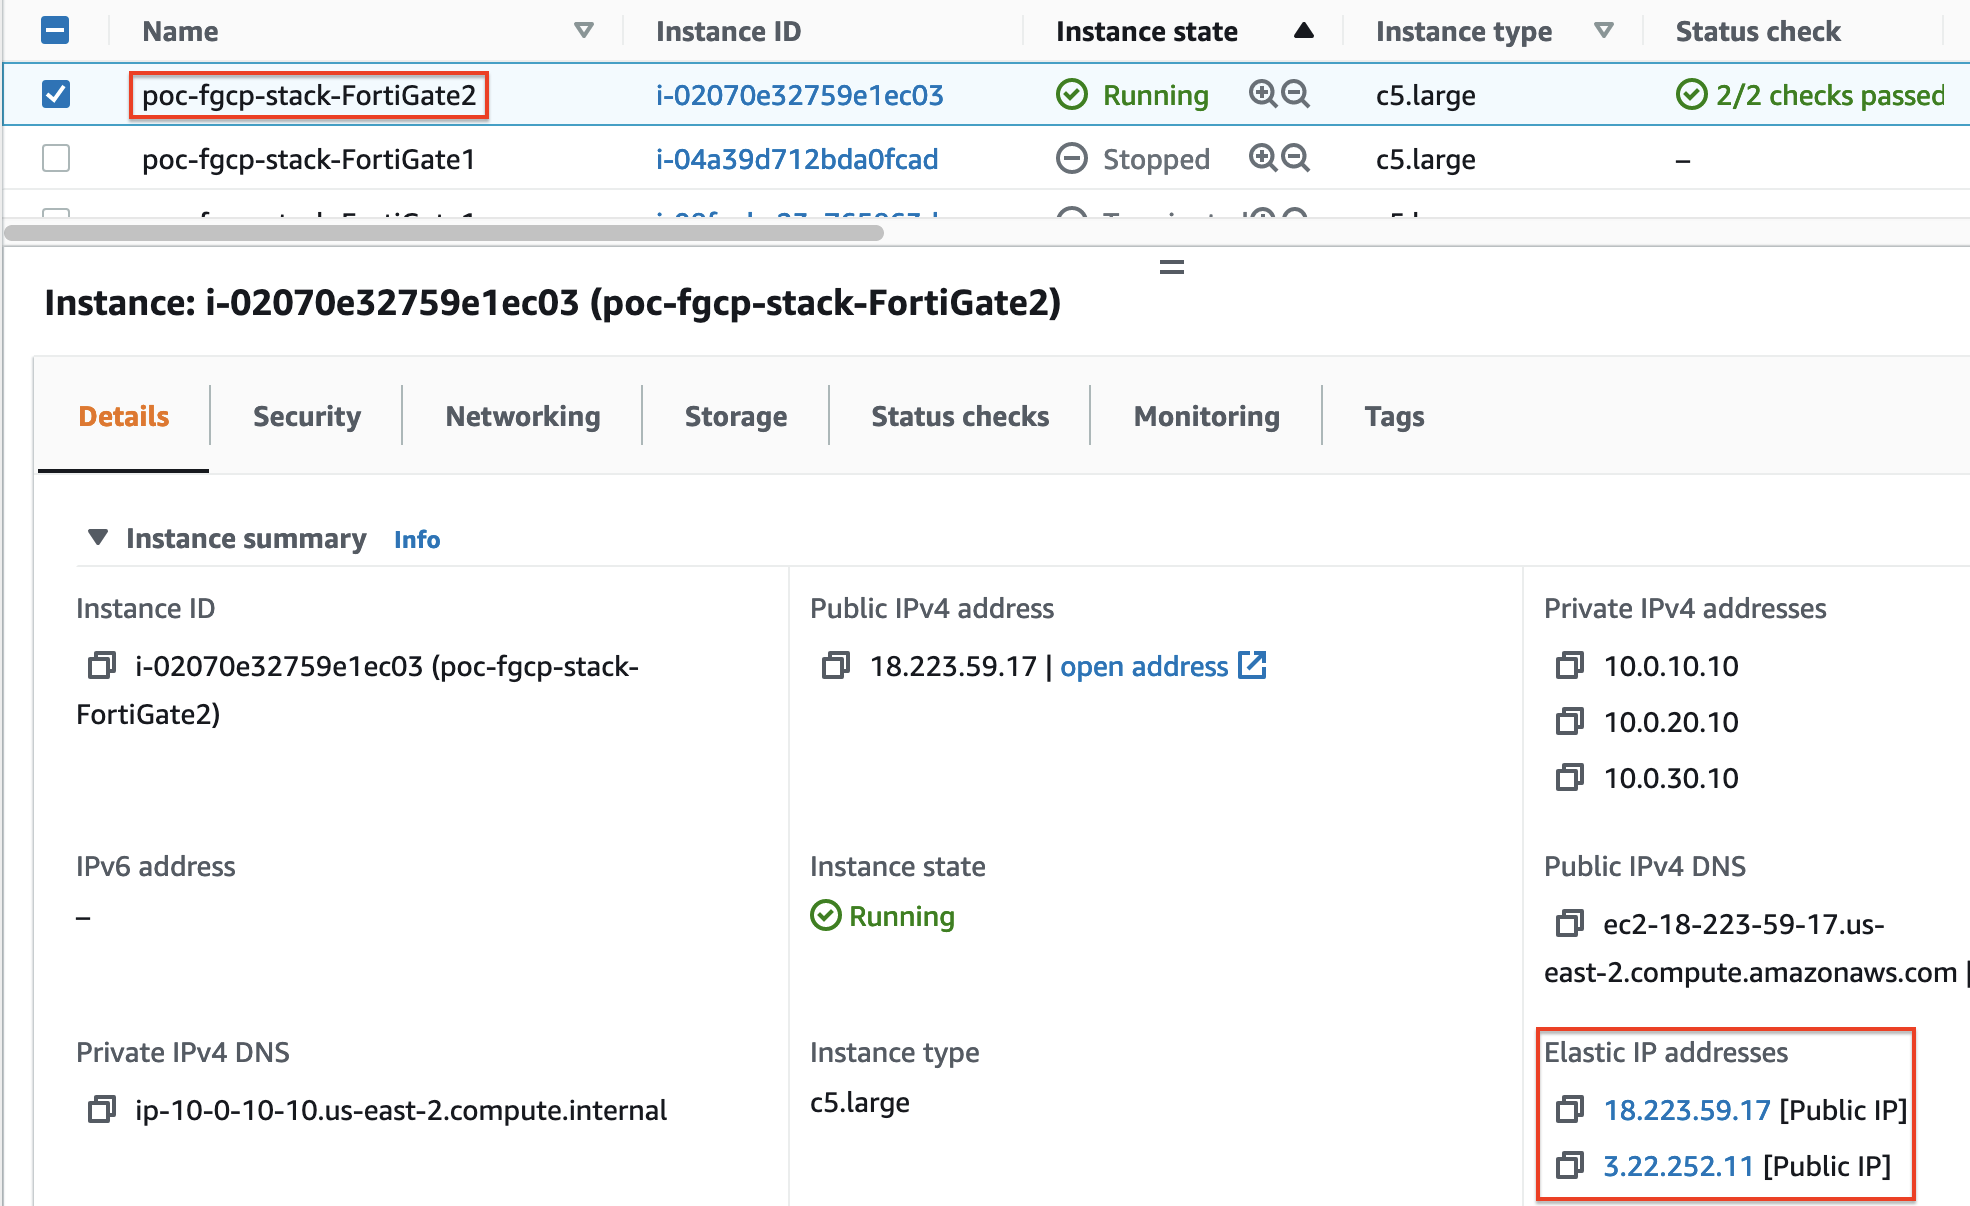 Name Instance ID Instance state Instance type Status check
poc-fgcp-stack-FortiGate2 i-02070e32759e1ec03 Running c5.large 2/2 checks passed
poc-fgcp-stack-FortiGate1 i-04a39d712bda0fcad Stopped c5.large –
Instance: i-02070e32759e1ec03 (poc-fgcp-stack-FortiGate2)
Details Security Networking Storage Status checks Monitoring Tags
Instance summary Info
Instance ID
i-02070e32759e1ec03 (poc-fgcp-stack-
FortiGate2)
Public IPv4 address
18.223.59.17 | open address
Private IPv4 addresses
10.0.10.10
10.0.20.10
10.0.30.10
IPv6 address
–
Instance state
Running
Public IPv4 DNS
ec2-18-223-59-17.us-
east-2.compute.amazonaws.com |
Private IPv4 DNS
ip-10-0-10-10.us-east-2.compute.internal
Instance type
c5.large
Elastic IP addresses
18.223.59.17 [Public IP]
3.22.252.11 [Public IP]